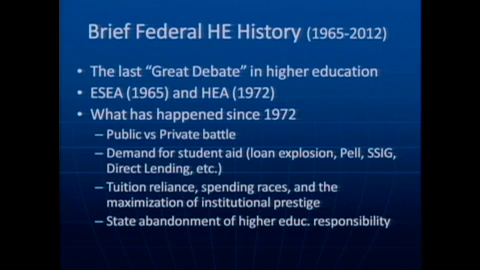 Brief Federal HE History (1965-2012)
• The last “Great Debate” in higher education
• ESEA (1965) and HEA (1972)
• What has happened since 1972
– Public vs Private battle
– Demand for student aid (loan explosion, Pell, SSIG,
Direct Lending, etc.)
– Tuition reliance, spending races, and the
maximization of institutional prestige
– State abandonment of higher educ. responsibility